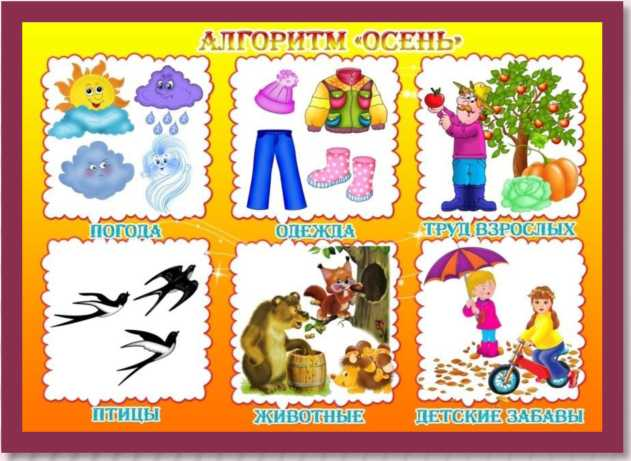 АЛГОРИТМ «ОСЕНЬ»
ПОГОДА
ОДЕЖДА
ТРУД ВЗРОСЛЫХ
ПТИЦЫ
ЖИВОТНЫЕ
ДЕТСКИЕ ЗАБАВЫ